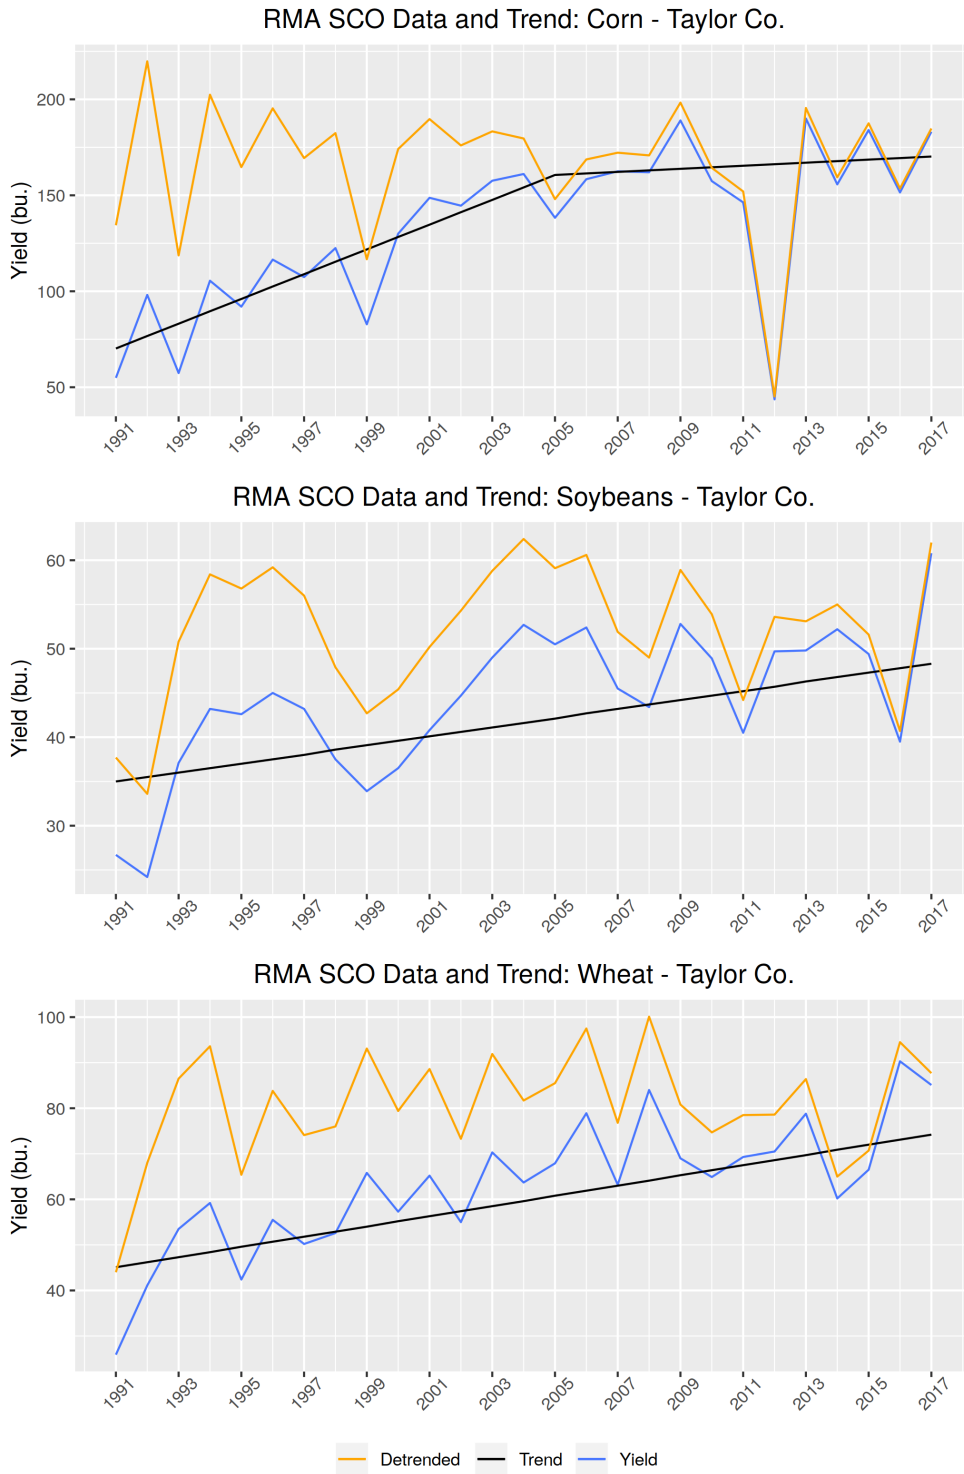 RMA SCO Data and Trend: Corn - Taylor Co.
Yield (bu.)
200
150
100
50
1991 1993 1995 1997 1999 2001 2003 2005 2007 2009 2011 2013 2015 2017
RMA SCO Data and Trend: Soybeans - Taylor Co.
Yield (bu.)
60
50
40
30
1991 1993 1995 1997 1999 2001 2003 2005 2007 2009 2011 2013 2015 2017
RMA SCO Data and Trend: Wheat - Taylor Co.
Yield (bu.)
100
80
60
40
1991 1993 1995 1997 1999 2001 2003 2005 2007 2009 2011 2013 2015 2017
Detrended Trend Yield